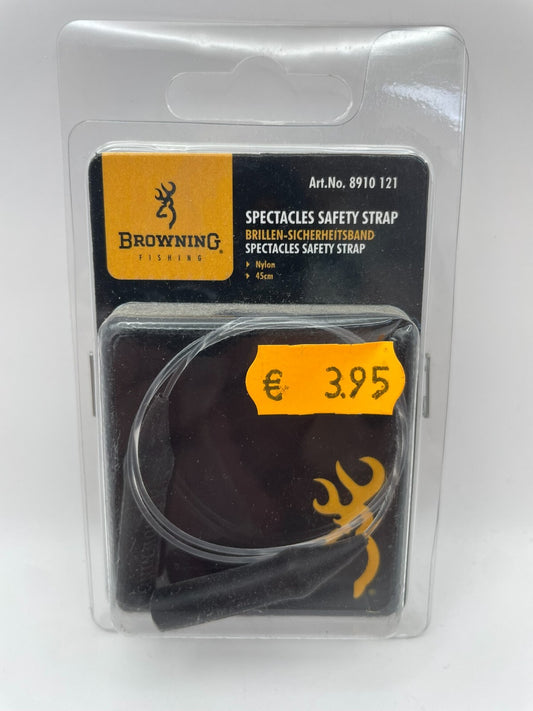 Art.No. 8910 121
BROWNING
FISHING
SPECTACLES SAFETY STRAP
BRILLEN-SICHERHEITSBAND
SPECTACLES SAFETY STRAP
Nylon
45cm
€ 3.95